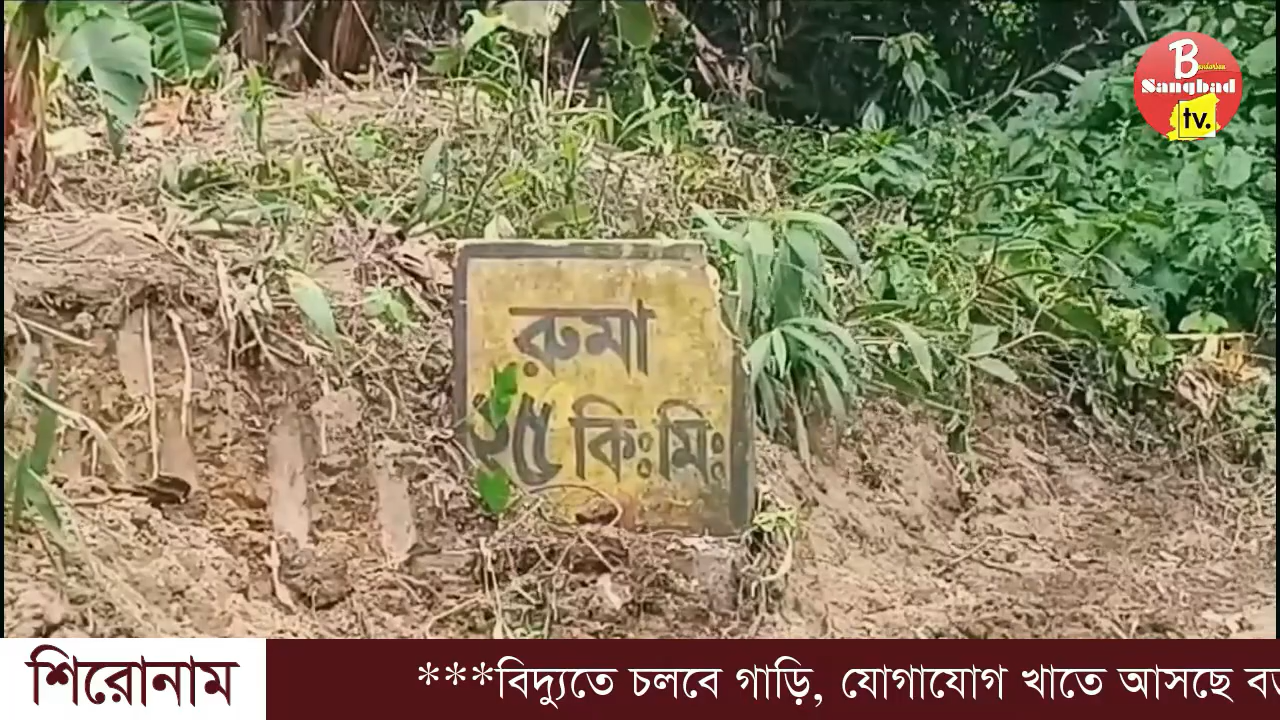 B
Sangbad
tv.
রুমা
২৫ কিঃমিঃ
শিরোনাম
***বিদ্যুতে চলবে গাড়ি, যোগাযোগ খাতে আসছে